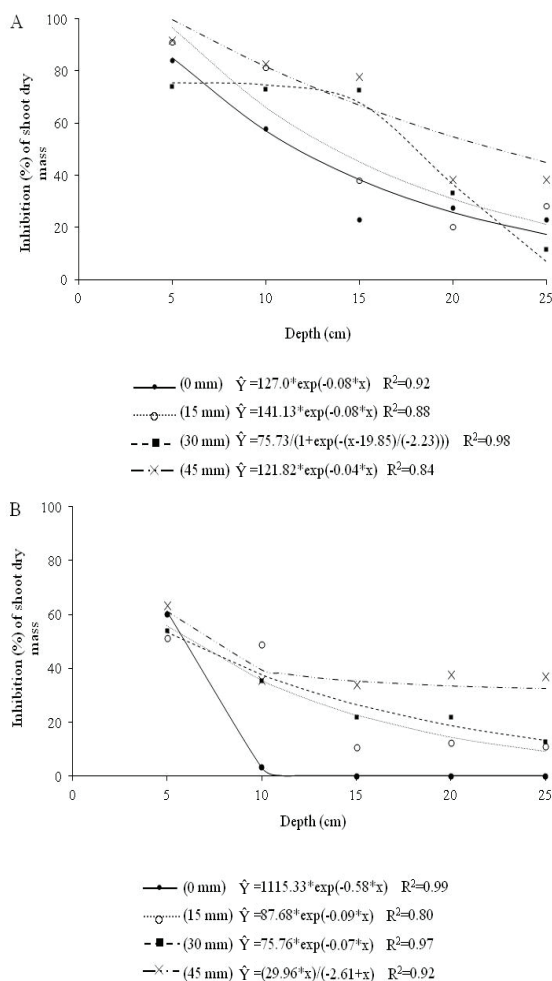 A
100
80
60
40
20
0
Inhibition (%) of shoot dry
mass
0 5 10 15 20 25
Depth (cm)
(0 mm) Ŷ=127.0*exp(-0.08*x) R²=0.92
(15 mm) Ŷ=141.13*exp(-0.08*x) R²=0.88
(30 mm) Ŷ=75.73/(1+exp(-(x-19.85)/(-2.23))) R²=0.98
(45 mm) Ŷ=121.82*exp(-0.04*x) R²=0.84
B
100
80
60
40
20
0
Inhibition (%) of shoot dry
mass
0 5 10 15 20 25
Depth (cm)
(0 mm) Ŷ=1115.33*exp(-0.58*x) R²=0.99
(15 mm) Ŷ=87.68*exp(-0.09*x) R²=0.80
(30 mm) Ŷ=75.76*exp(-0.07*x) R²=0.97
(45 mm) Ŷ=(29.96*x)/(-2.61+x) R²=0.92